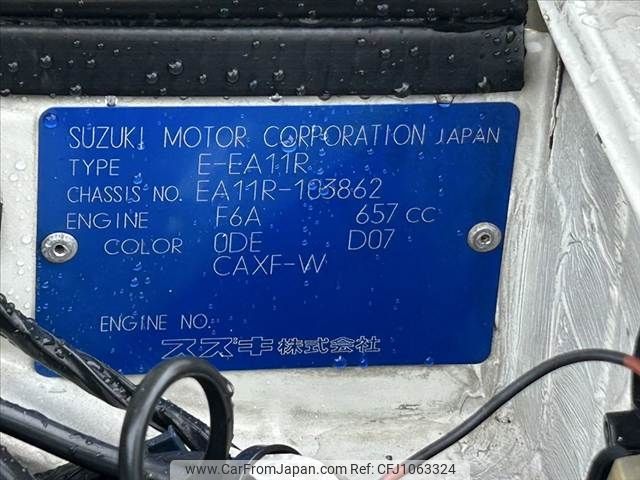 SUZUKI MOTOR CORPORATION JAPAN
TYPE E-EA11R
CHASSIS NO. EA11R-103862
ENGINE F6A 657 CC
COLOR 0DE D07
CAXF-W
ENGINE NO.
スズキ株式会社
www.CarFromJapan.com | REF:CFJ1063324